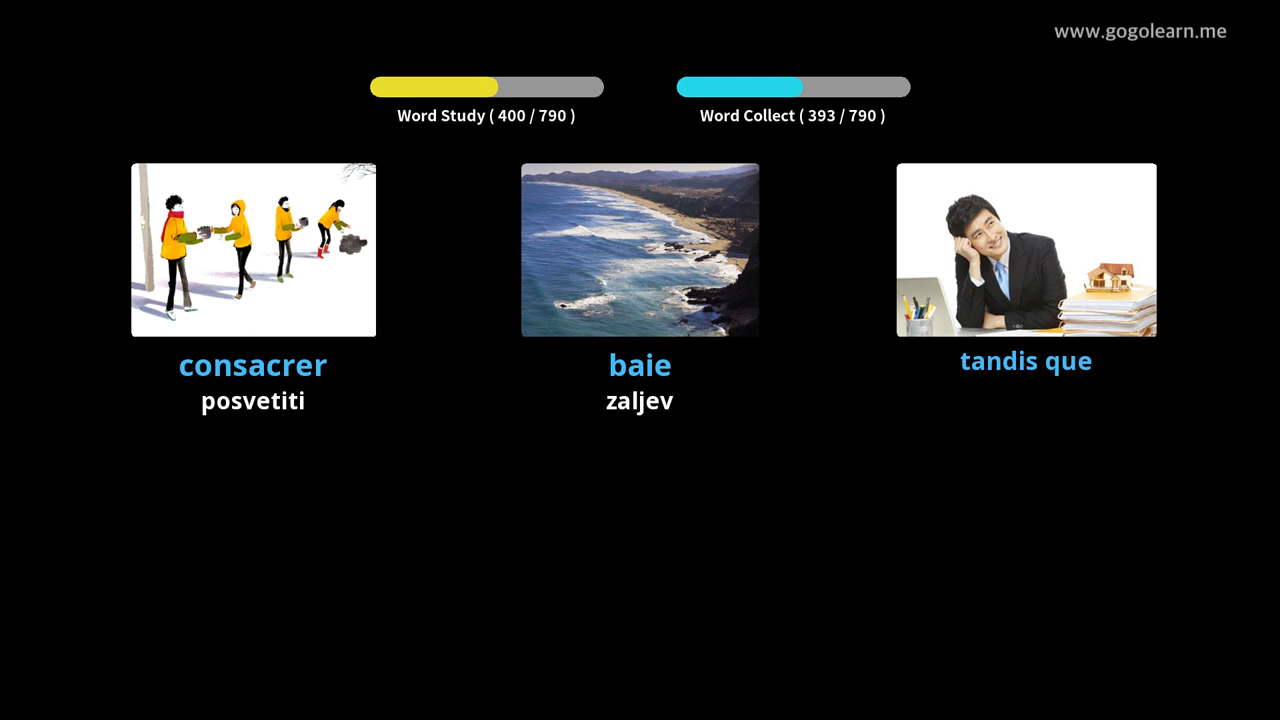 www.gogolearn.me
Word Study ( 400 / 790 )
Word Collect ( 393 / 790 )
consacrer
posvetiti
baie
zaljev
tandis que